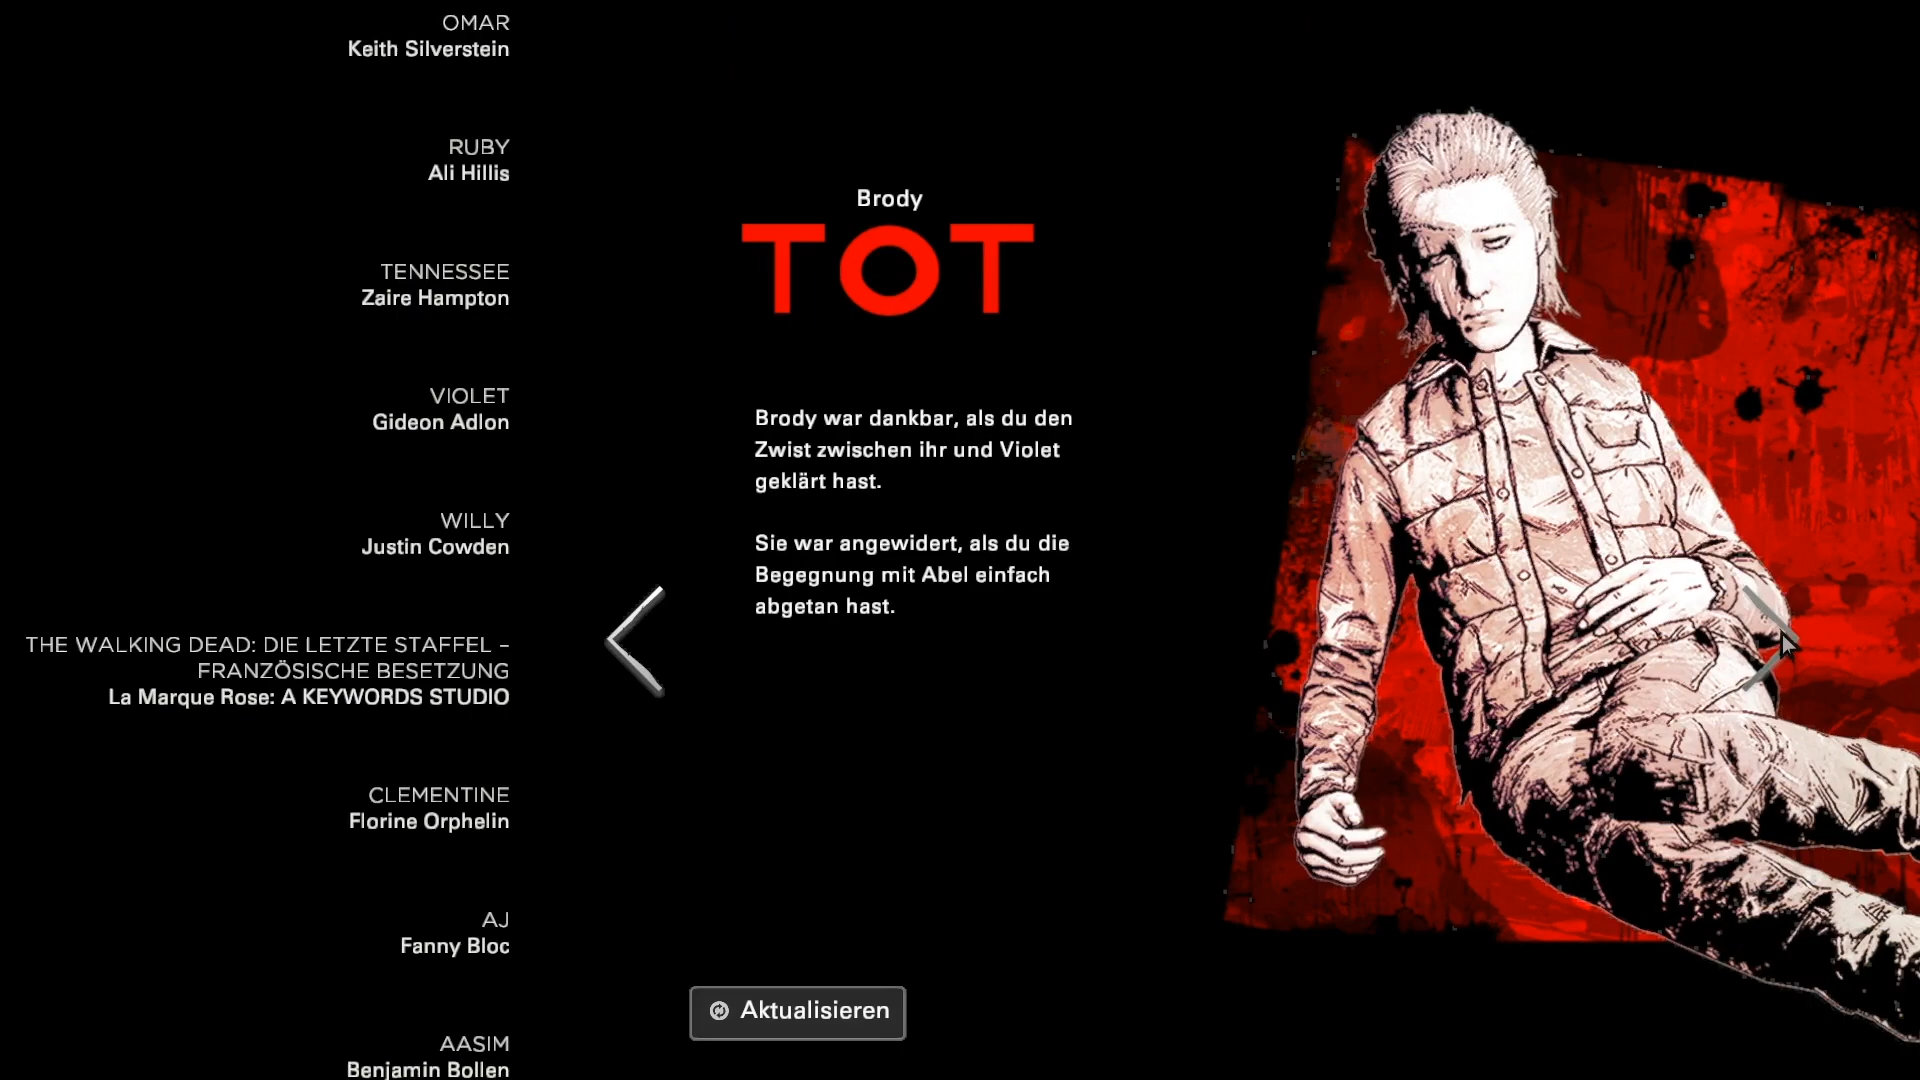 OMAR
Keith Silverstein
RUBY
Ali Hillis
TENNESSEE
Zaire Hampton
VIOLET
Gideon Adlon
WILLY
Justin Cowden
THE WALKING DEAD: DIE LETZTE STAFFEL –
FRANZÖSISCHE BESETZUNG
La Marque Rose: A KEYWORDS STUDIO
CLEMENTINE
Florine Orphelin
AJ
Fanny Bloc
AASIM
Benjamin Bollen
Brody
TOT
Brody war dankbar, als du den
Zwist zwischen ihr und Violet
geklärt hast.
Sie war angewidert, als du die
Begegnung mit Abel einfach
abgetan hast.
Aktualisieren